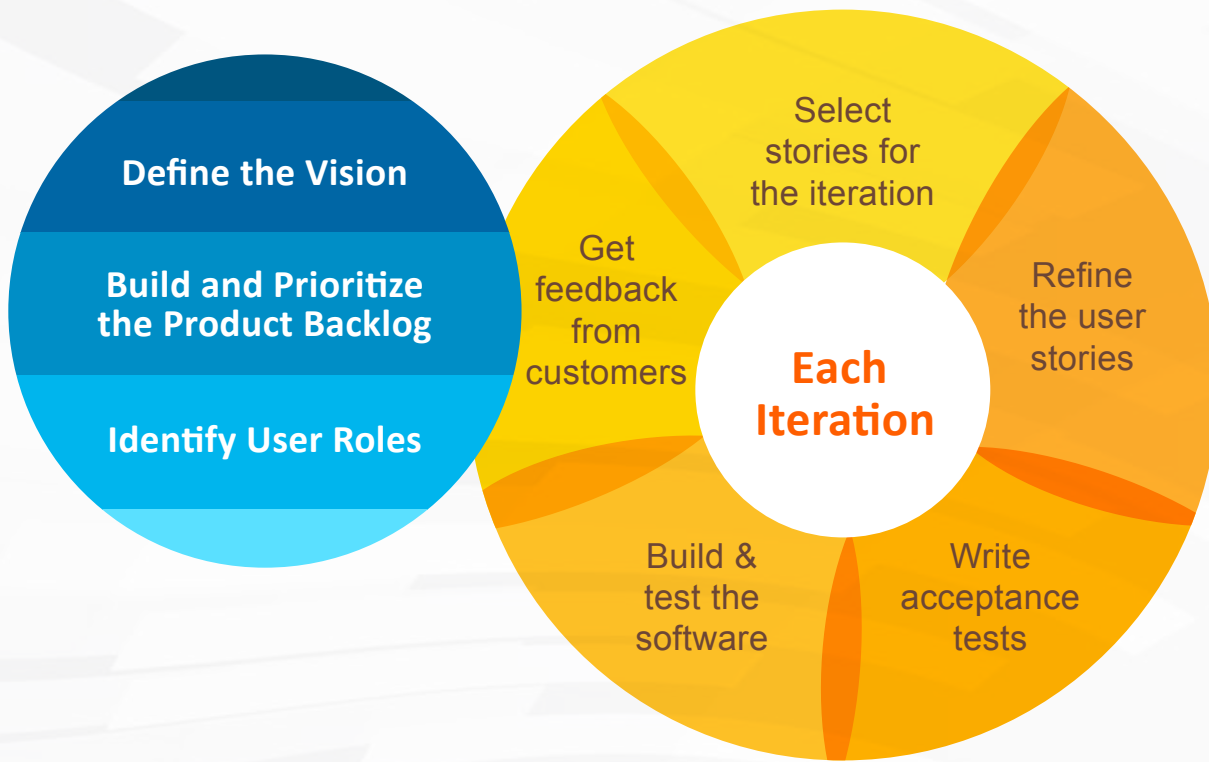 Define the Vision
Build and Prioritize
the Product Backlog
Identify User Roles
Select
stories for
the iteration
Refine
the user
stories
Write
acceptance
tests
Build &
test the
software
Get
feedback
from
customers
Each
Iteration